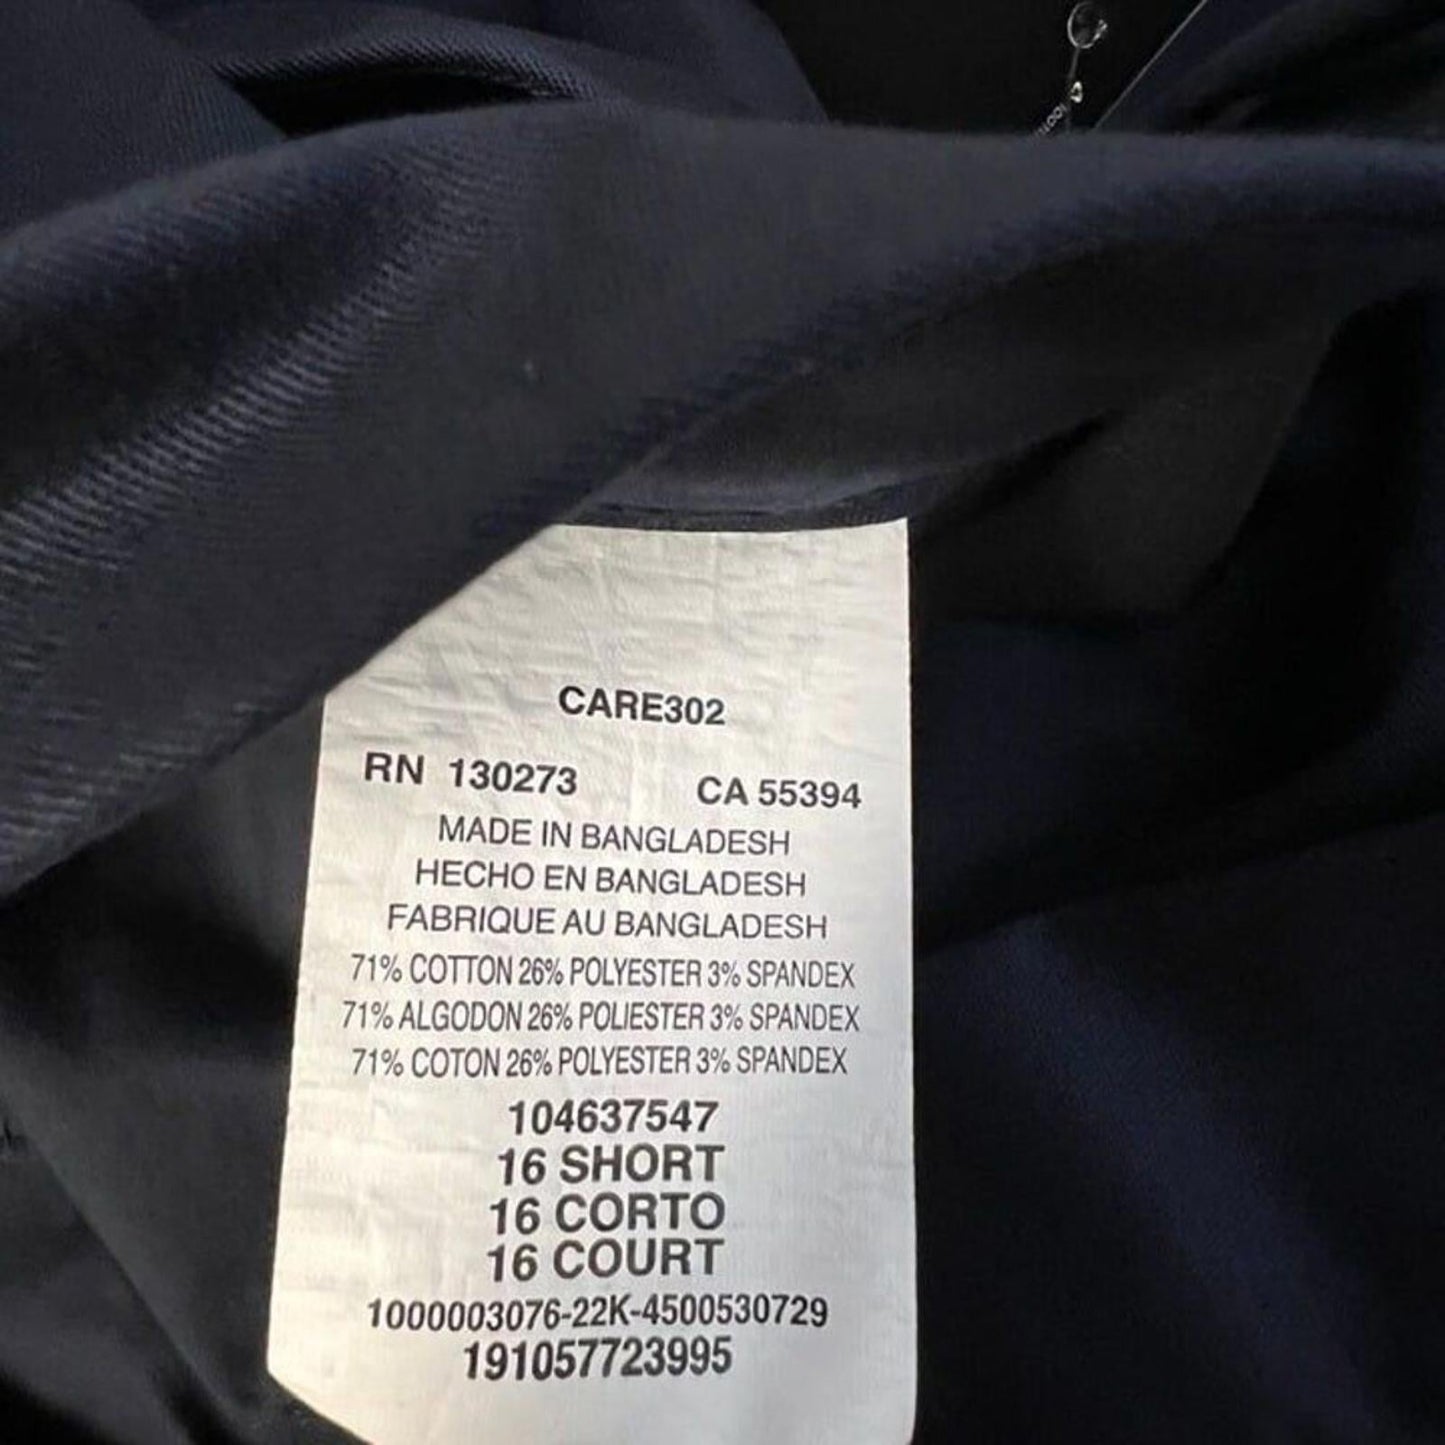 CARE302
RN 130273 CA 55394
MADE IN BANGLADESH
HECHO EN BANGLADESH
FABRIQUE AU BANGLADESH
71% COTTON 26% POLYESTER 3% SPANDEX
71% ALGODON 26% POLIESTER 3% SPANDEX
71% COTON 26% POLYESTER 3% SPANDEX
104637547
16 SHORT
16 CORTO
16 COURT
1000003076-22K-4500530729
191057723995